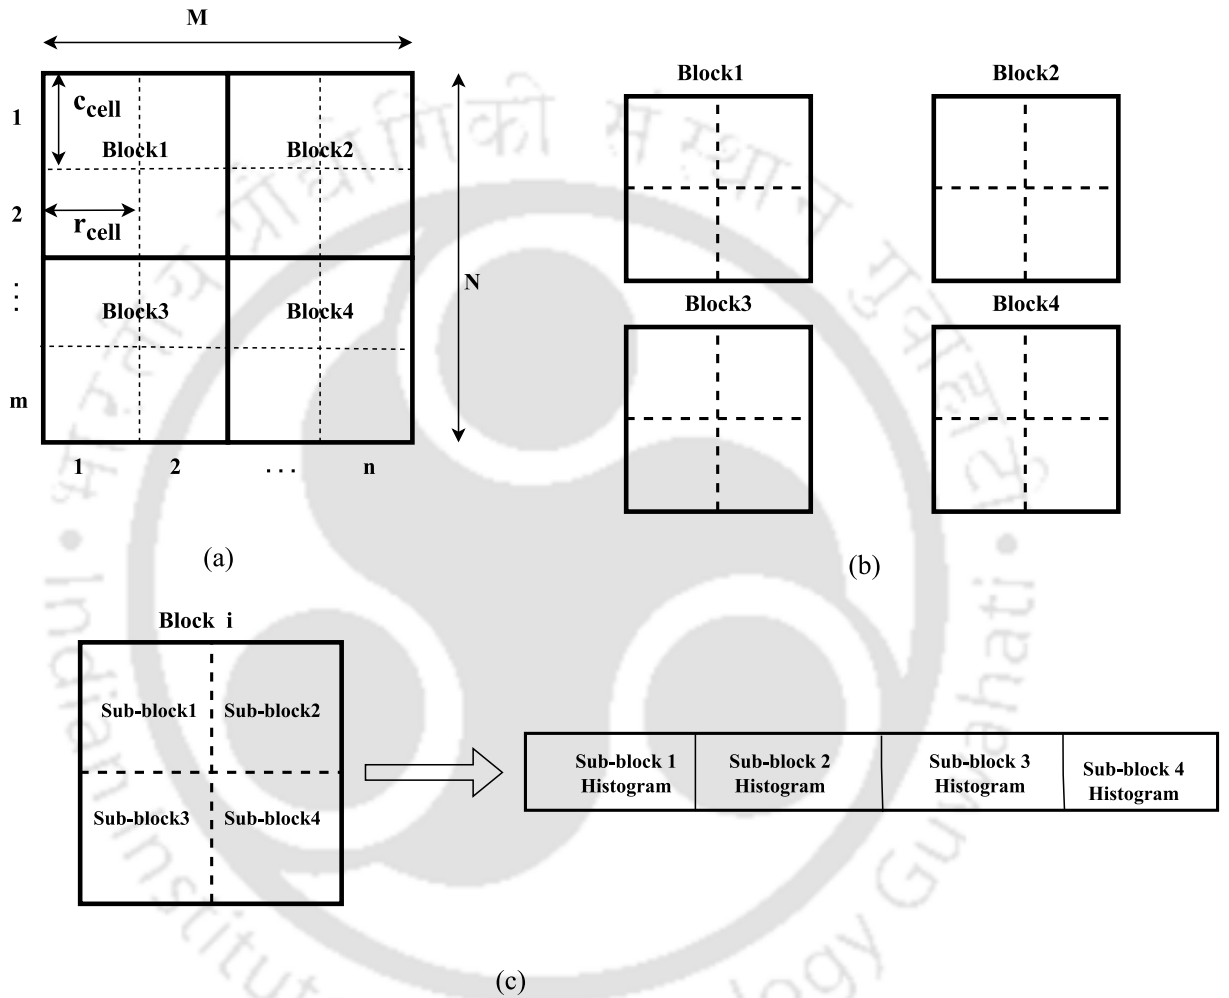 M
1
2
⋮
m
c_cell
r_cell
Block1
Block2
Block3
Block4
N
1 2 ... n
(a)
Block1 Block2
Block3 Block4
(b)
Block i
Sub-block1 Sub-block2
Sub-block3 Sub-block4
Sub-block 1 Histogram
Sub-block 2 Histogram
Sub-block 3 Histogram
Sub-block 4 Histogram
(c)